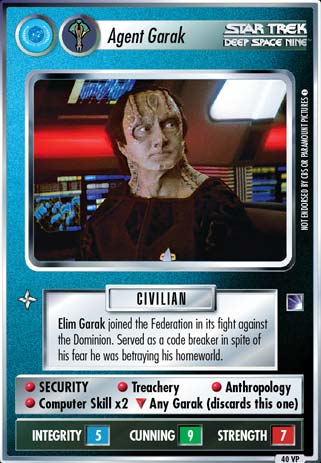 Agent Garak
STAR TREK
DEEP SPACE NINE
NOT ENDORSED BY CBS OR PARAMOUNT PICTURES
CIVILIAN
Elim Garak joined the Federation in its fight against
the Dominion. Served as a code breaker in spite of
his fear he was betraying his homeworld.
SECURITY Treachery Anthropology
Computer Skill x2 Any Garak (discards this one)
INTEGRITY 5 CUNNING 9 STRENGTH 7
40 VP